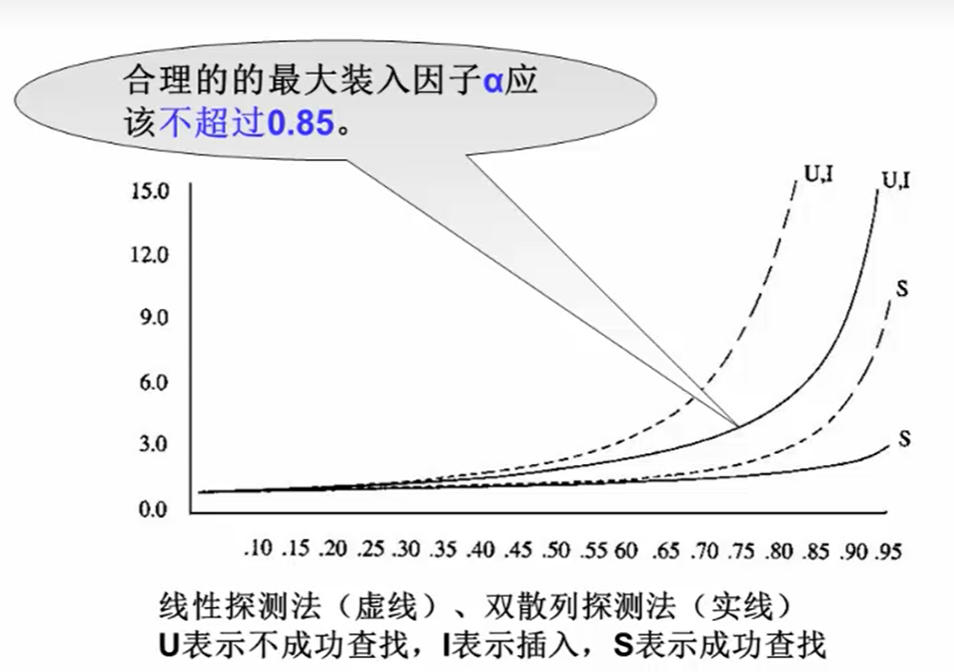 合理的的最大装入因子α应
该不超过0.85。
15.0
12.0
9.0
6.0
3.0
0.0
U,I
U,I
S
S
.10 .15 .20 .25 .30 .35 .40 .45 .50 .55 60 .65 .70 .75 .80 .85 .90 .95
线性探测法（虚线）、双散列探测法（实线）
U表示不成功查找，I表示插入，S表示成功查找